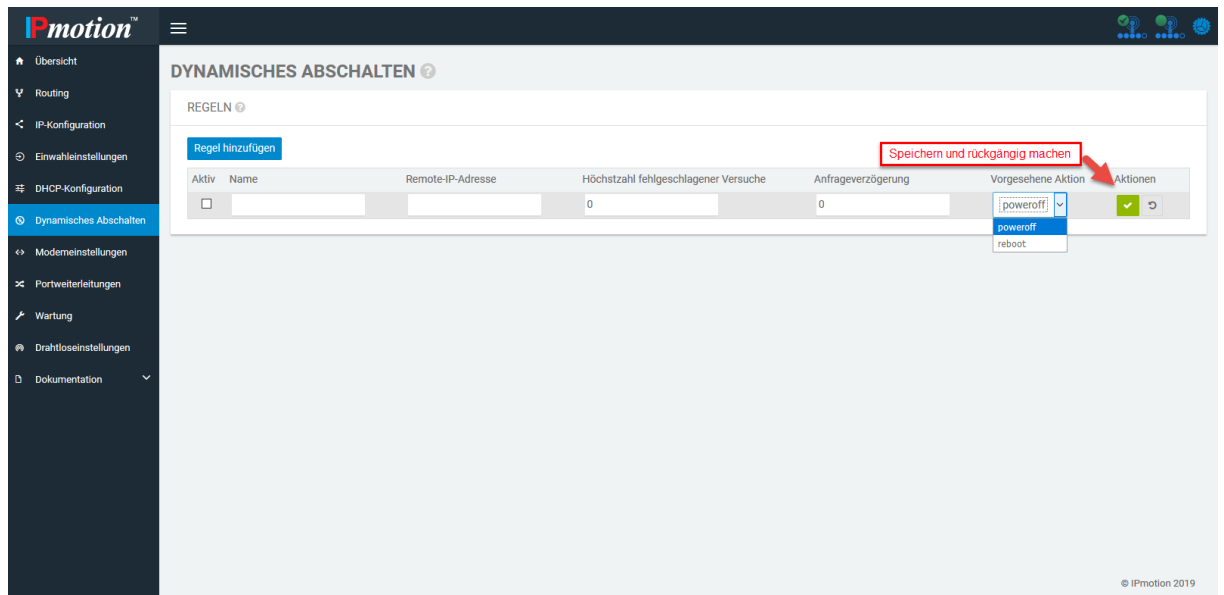 IPmotion™
Übersicht
Routing
IP-Konfiguration
Einwahleinstellungen
DHCP-Konfiguration
Dynamisches Abschalten
Modemeinstellungen
Portweiterleitungen
Wartung
Drahtloseinstellungen
Dokumentation
DYNAMISCHES ABSCHALTEN ?
REGELN ?
Regel hinzufügen
Speichern und rückgängig machen
Aktiv Name Remote-IP-Adresse Höchstzahl fehlgeschlagener Versuche Anfrageverzögerung Vorgesehene Aktion Aktionen
0 0 poweroff
poweroff
reboot
© IPmotion 2019